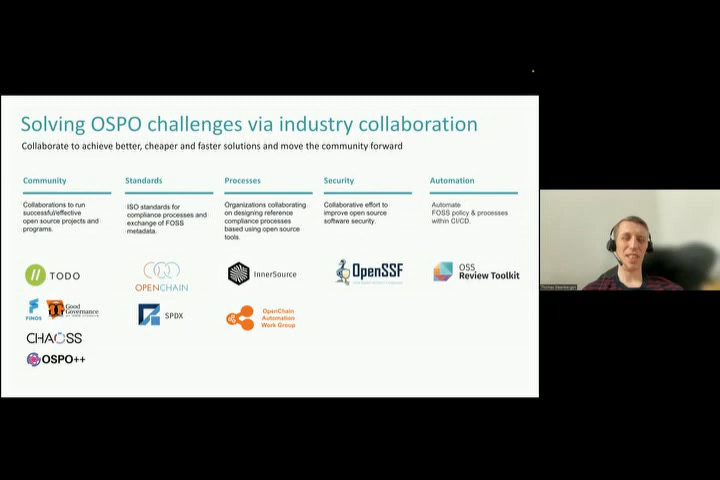 Solving OSPO challenges via industry collaboration
Collaborate to achieve better, cheaper and faster solutions and move the community forward
Community
Collaborations to run
successful/effective
open source projects and
programs.
TODO
FINOS
Good
Governance
CHAOSS
OSPO++
Standards
ISO standards for
compliance processes and
exchange of FOSS
metadata.
OPENCHAIN
SPDX
Processes
Organizations collaborating
on designing reference
compliance processes
based using open source
tools.
InnerSource
OpenChain
Automation
Work Group
Security
Collaborative effort to
improve open source
software security.
OpenSSF
Automation
Automate
FOSS policy & processes
within CI/CD.
OSS
Review Toolkit